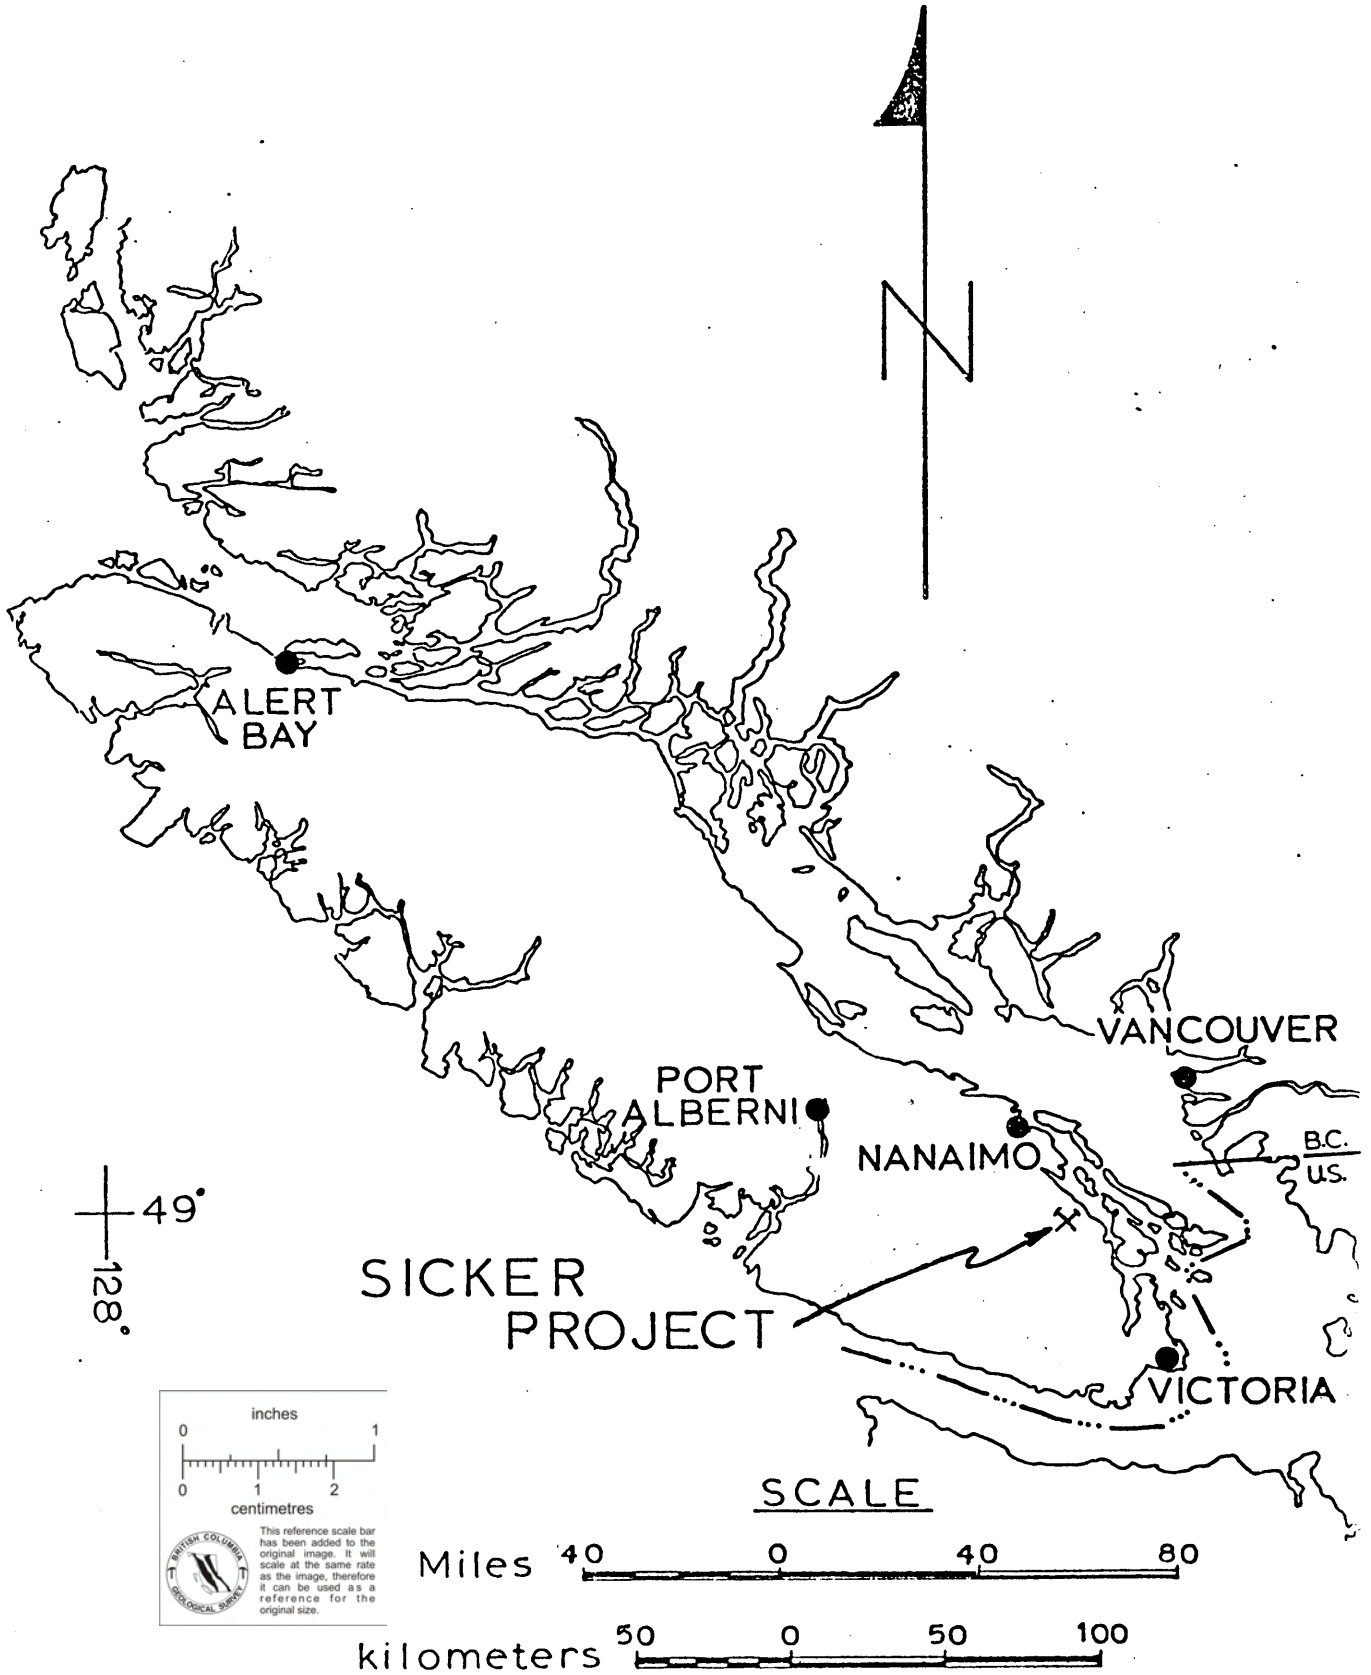 N
ALERT
BAY
VANCOUVER
PORT
ALBERNI
NANAIMO
B.C.
U.S.
49°
128°
SICKER
PROJECT
VICTORIA
inches
0 1
0 1 2
centimetres
BRITISH COLUMBIA
GEOLOGICAL SURVEY
This reference scale bar
has been added to the
original image. It will
scale at the same rate
as the image, therefore
it can be used as a
reference for the
original size.
SCALE
Miles 40 0 40 80
kilometers 50 0 50 100